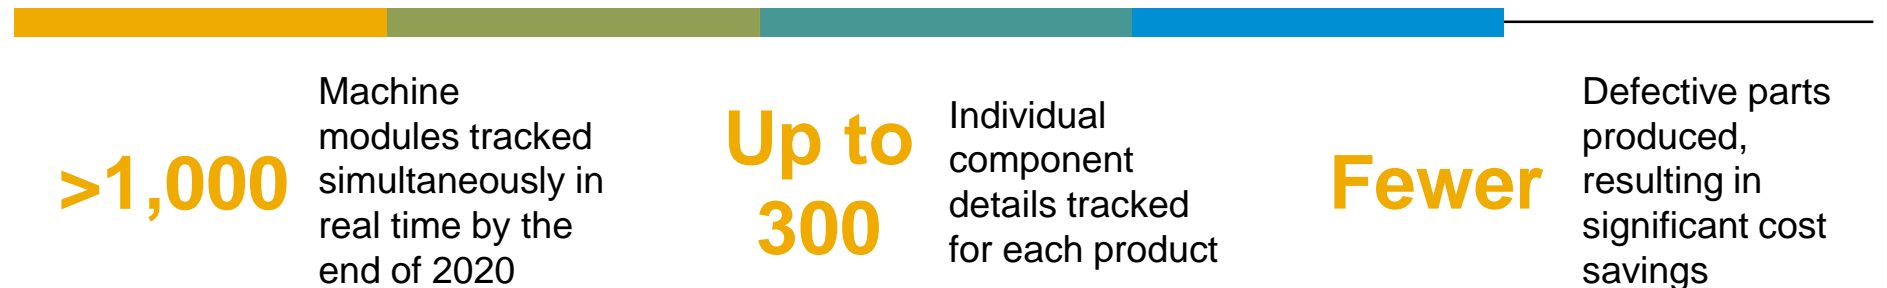 >1,000
Machine
modules tracked
simultaneously in
real time by the
end of 2020
Up to
300
Individual
component
details tracked
for each product
Fewer
Defective parts
produced,
resulting in
significant cost
savings